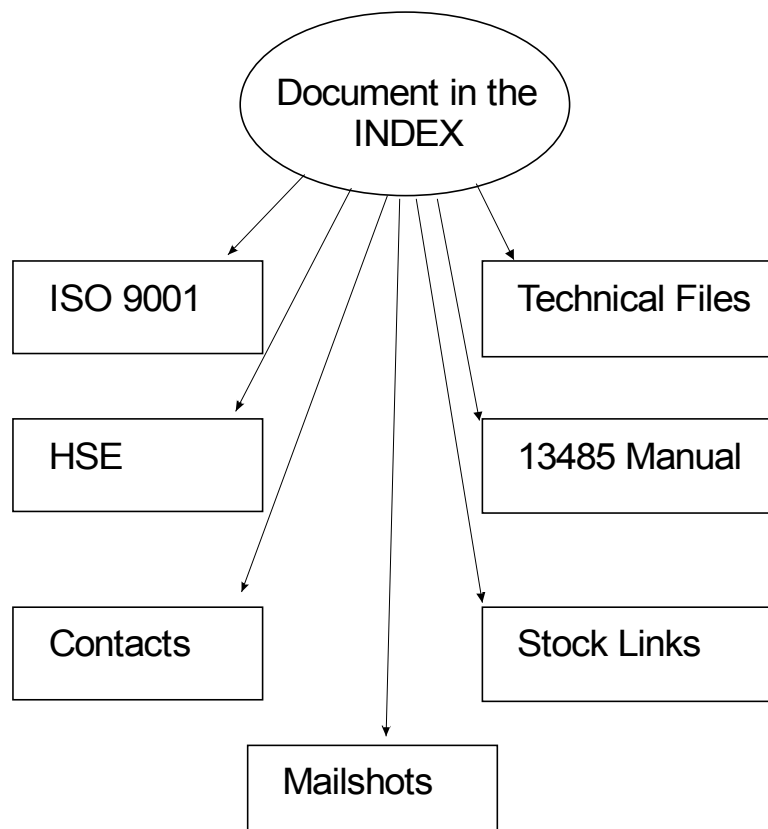 Document in the
INDEX
ISO 9001
Technical Files
HSE
13485 Manual
Contacts
Stock Links
Mailshots